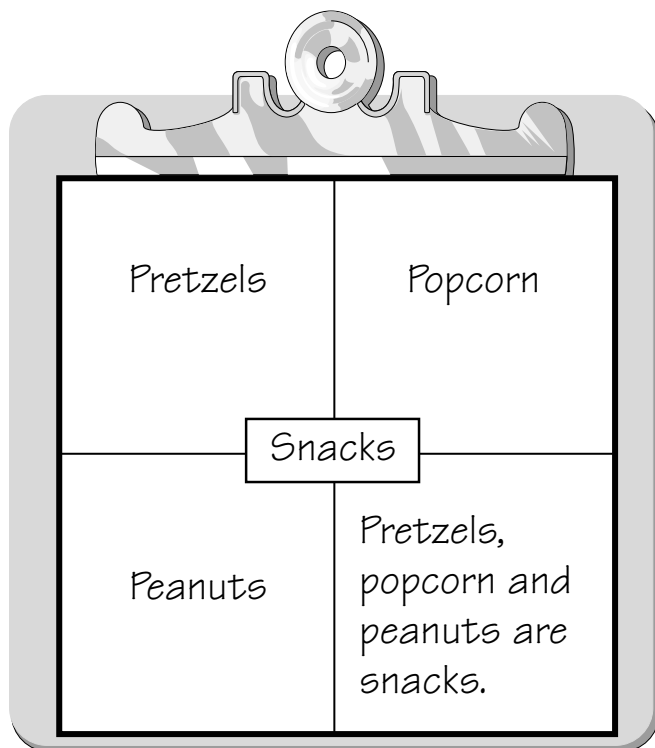 Pretzels
Popcorn
Snacks
Peanuts
Pretzels,
popcorn and
peanuts are
snacks.